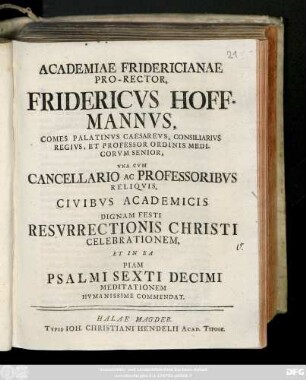 21
ACADEMIAE FRIDERICIANAE
PRO-RECTOR,
FRIDERICVS HOFF-
MANNVS,
COMES PALATINVS CAESAREVS, CONSILIARIVS
REGIVS, ET PROFESSOR ORDINIS MEDI-
CORVM SENIOR,
VNA CVM
CANCELLARIO AC PROFESSORIBVS
RELIQVIS,
CIVIBVS ACADEMICIS
DIGNAM FESTI
RESVRRECTIONIS CHRISTI
CELEBRATIONEM,
ET IN EA
PIAM
PSALMI SEXTI DECIMI
MEDITATIONEM
HVMANISSIME COMMENDAT.
HALAE MAGDEB.
Typis IOH. CHRISTIANI HENDELII Acad. Typogr.